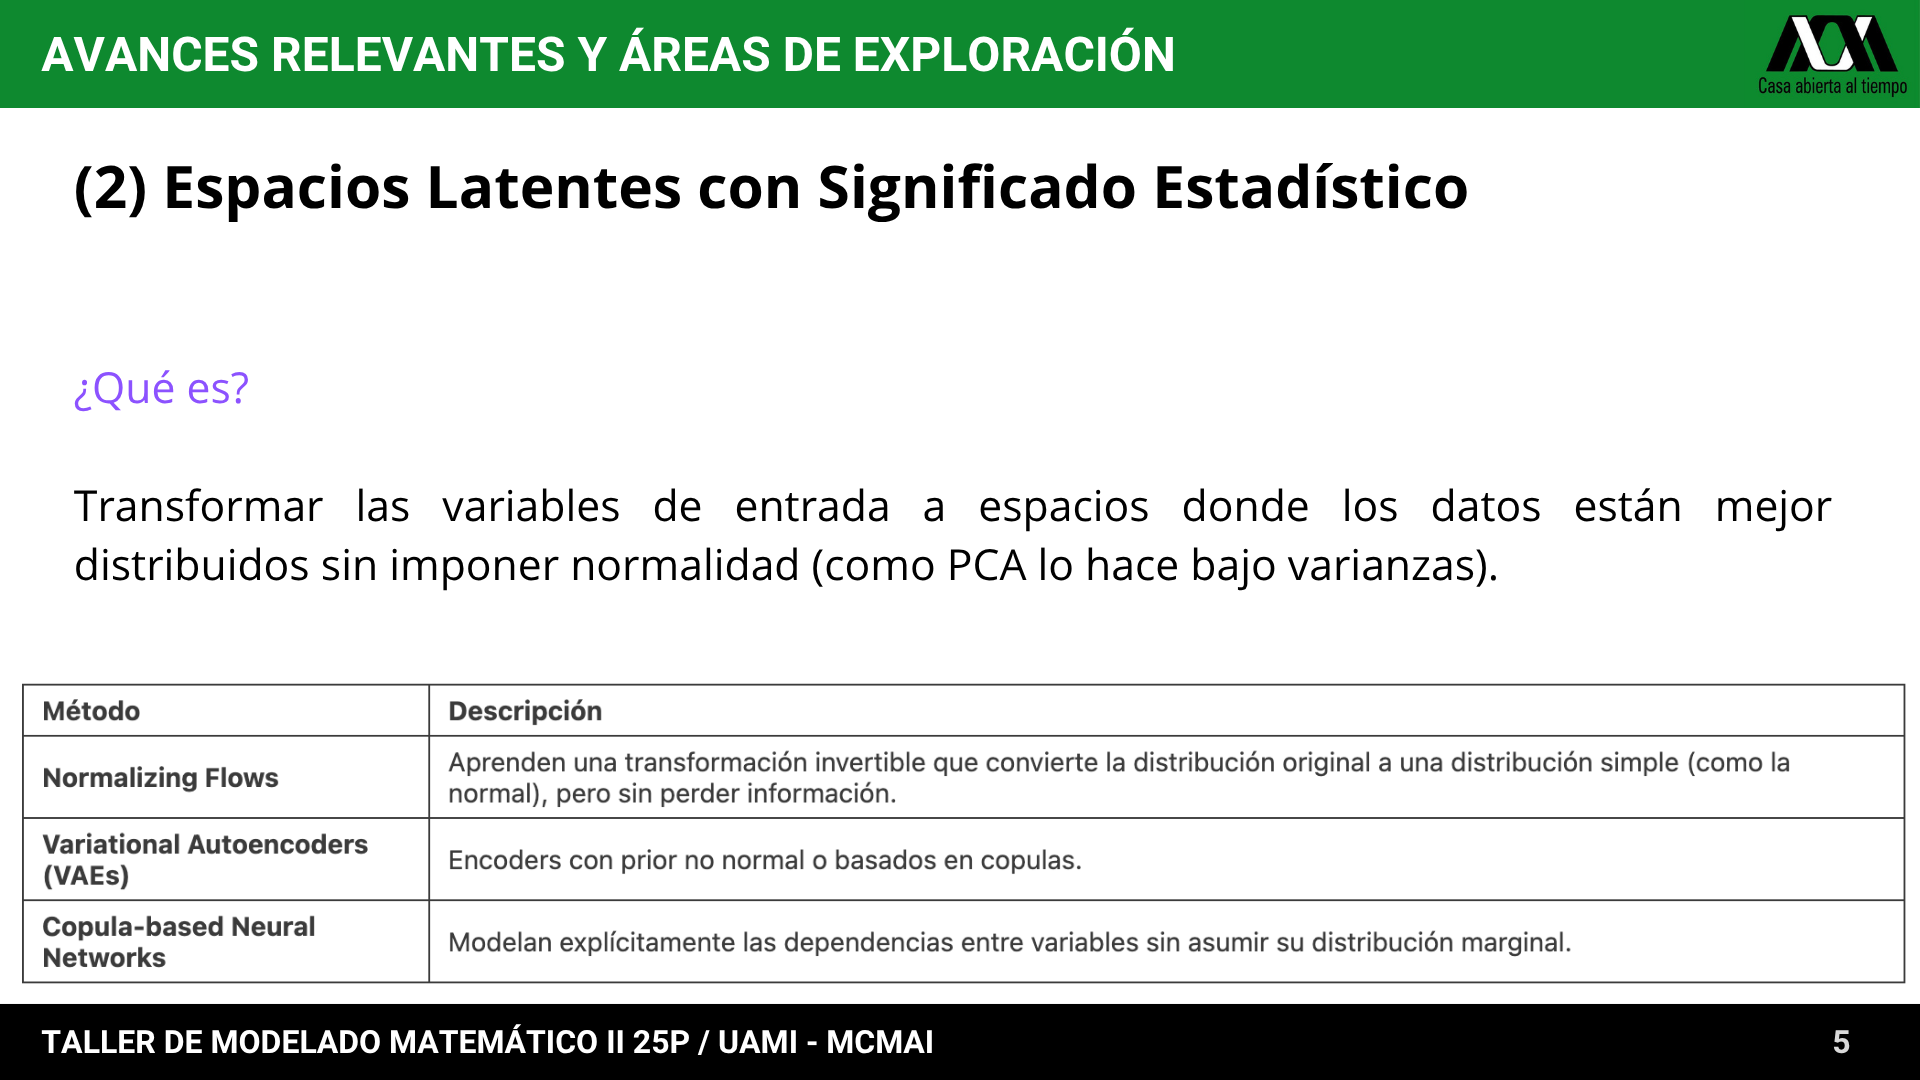 AVANCES RELEVANTES Y ÁREAS DE EXPLORACIÓN
Casa abierta al tiempo
(2) Espacios Latentes con Significado Estadístico
¿Qué es?
Transformar las variables de entrada a espacios donde los datos están mejor
distribuidos sin imponer normalidad (como PCA lo hace bajo varianzas).
Método
Descripción
Normalizing Flows
Aprenden una transformación invertible que convierte la distribución original a una distribución simple (como la
normal), pero sin perder información.
Variational Autoencoders
(VAEs)
Encoders con prior no normal o basados en copulas.
Copula-based Neural
Networks
Modelan explícitamente las dependencias entre variables sin asumir su distribución marginal.
TALLER DE MODELADO MATEMÁTICO II 25P / UAMI - MCMAI
5